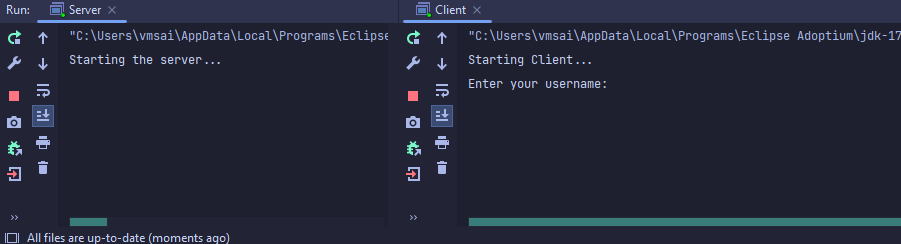 Run: Server Client
"C:\Users\vmsai\AppData\Local\Programs\Eclipse
Starting the server...
"C:\Users\vmsai\AppData\Local\Programs\Eclipse Adoptium\jdk-17
Starting Client...
Enter your username:
All files are up-to-date (moments ago)